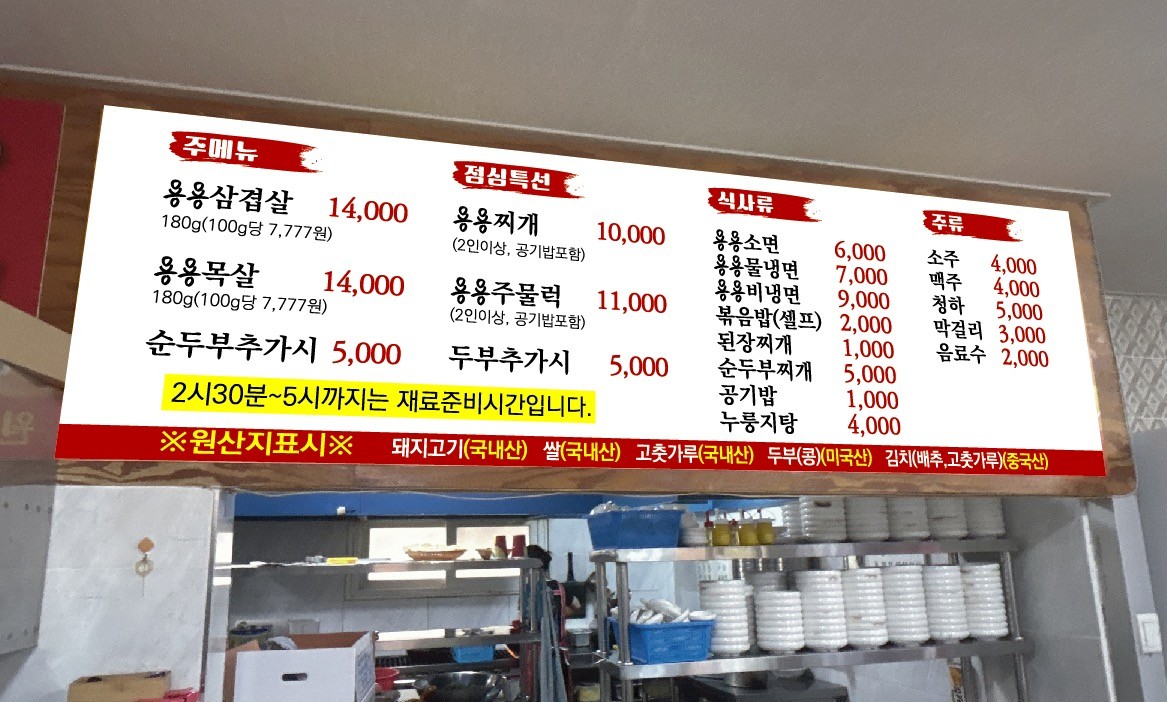 주메뉴
용용삼겹살 14,000
180g(100g당 7,777원)
용용목살 14,000
180g(100g당 7,777원)
순두부추가시 5,000
점심특선
용용찌개 10,000
(2인이상, 공기밥포함)
용용주물럭 11,000
(2인이상, 공기밥포함)
두부추가시 5,000
식사류
용용소면 6,000
용용물냉면 7,000
용용비냉면 9,000
볶음밥(셀프) 2,000
된장찌개 1,000
순두부찌개 5,000
공기밥 1,000
누룽지탕 4,000
주류
소주 4,000
맥주 4,000
청하 5,000
막걸리 3,000
음료수 2,000
2시30분~5시까지는 재료준비시간입니다.
※원산지표시※ 돼지고기(국내산) 쌀(국내산) 고춧가루(국내산) 두부(콩)(미국산) 김치(배추,고춧가루)(중국산)
원